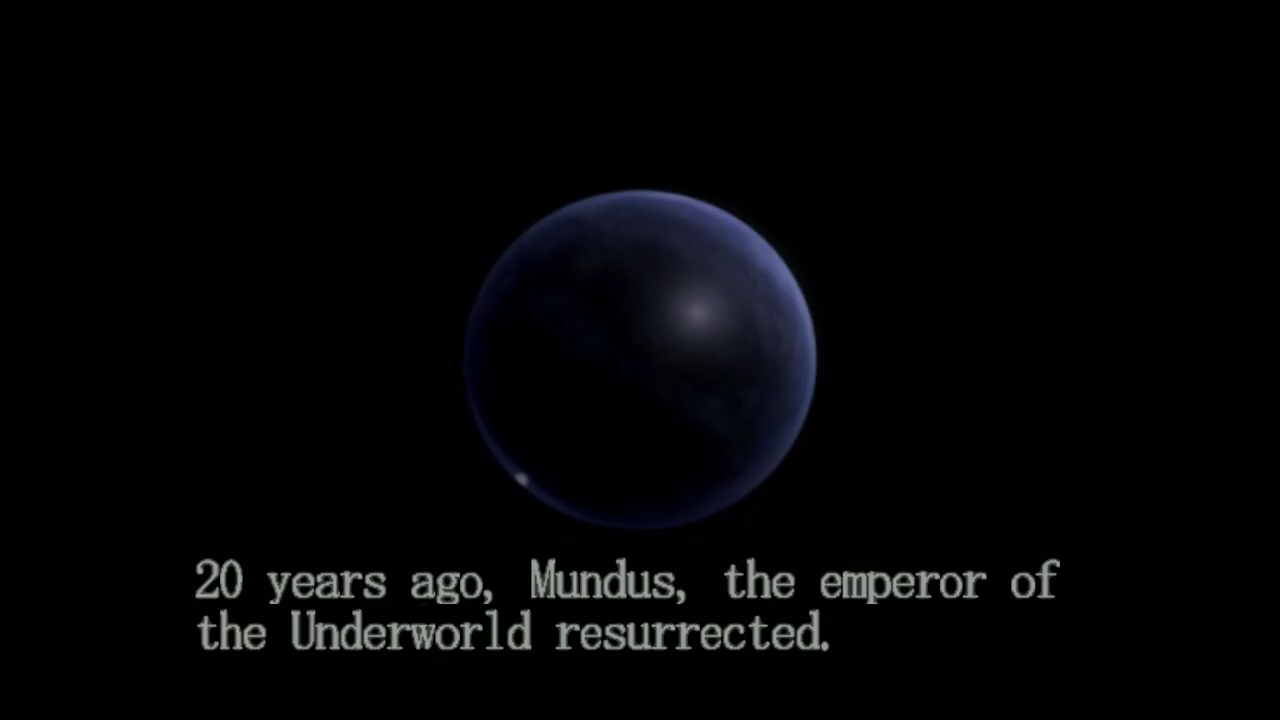 20 years ago, Mundus, the emperor of
the Underworld resurrected.